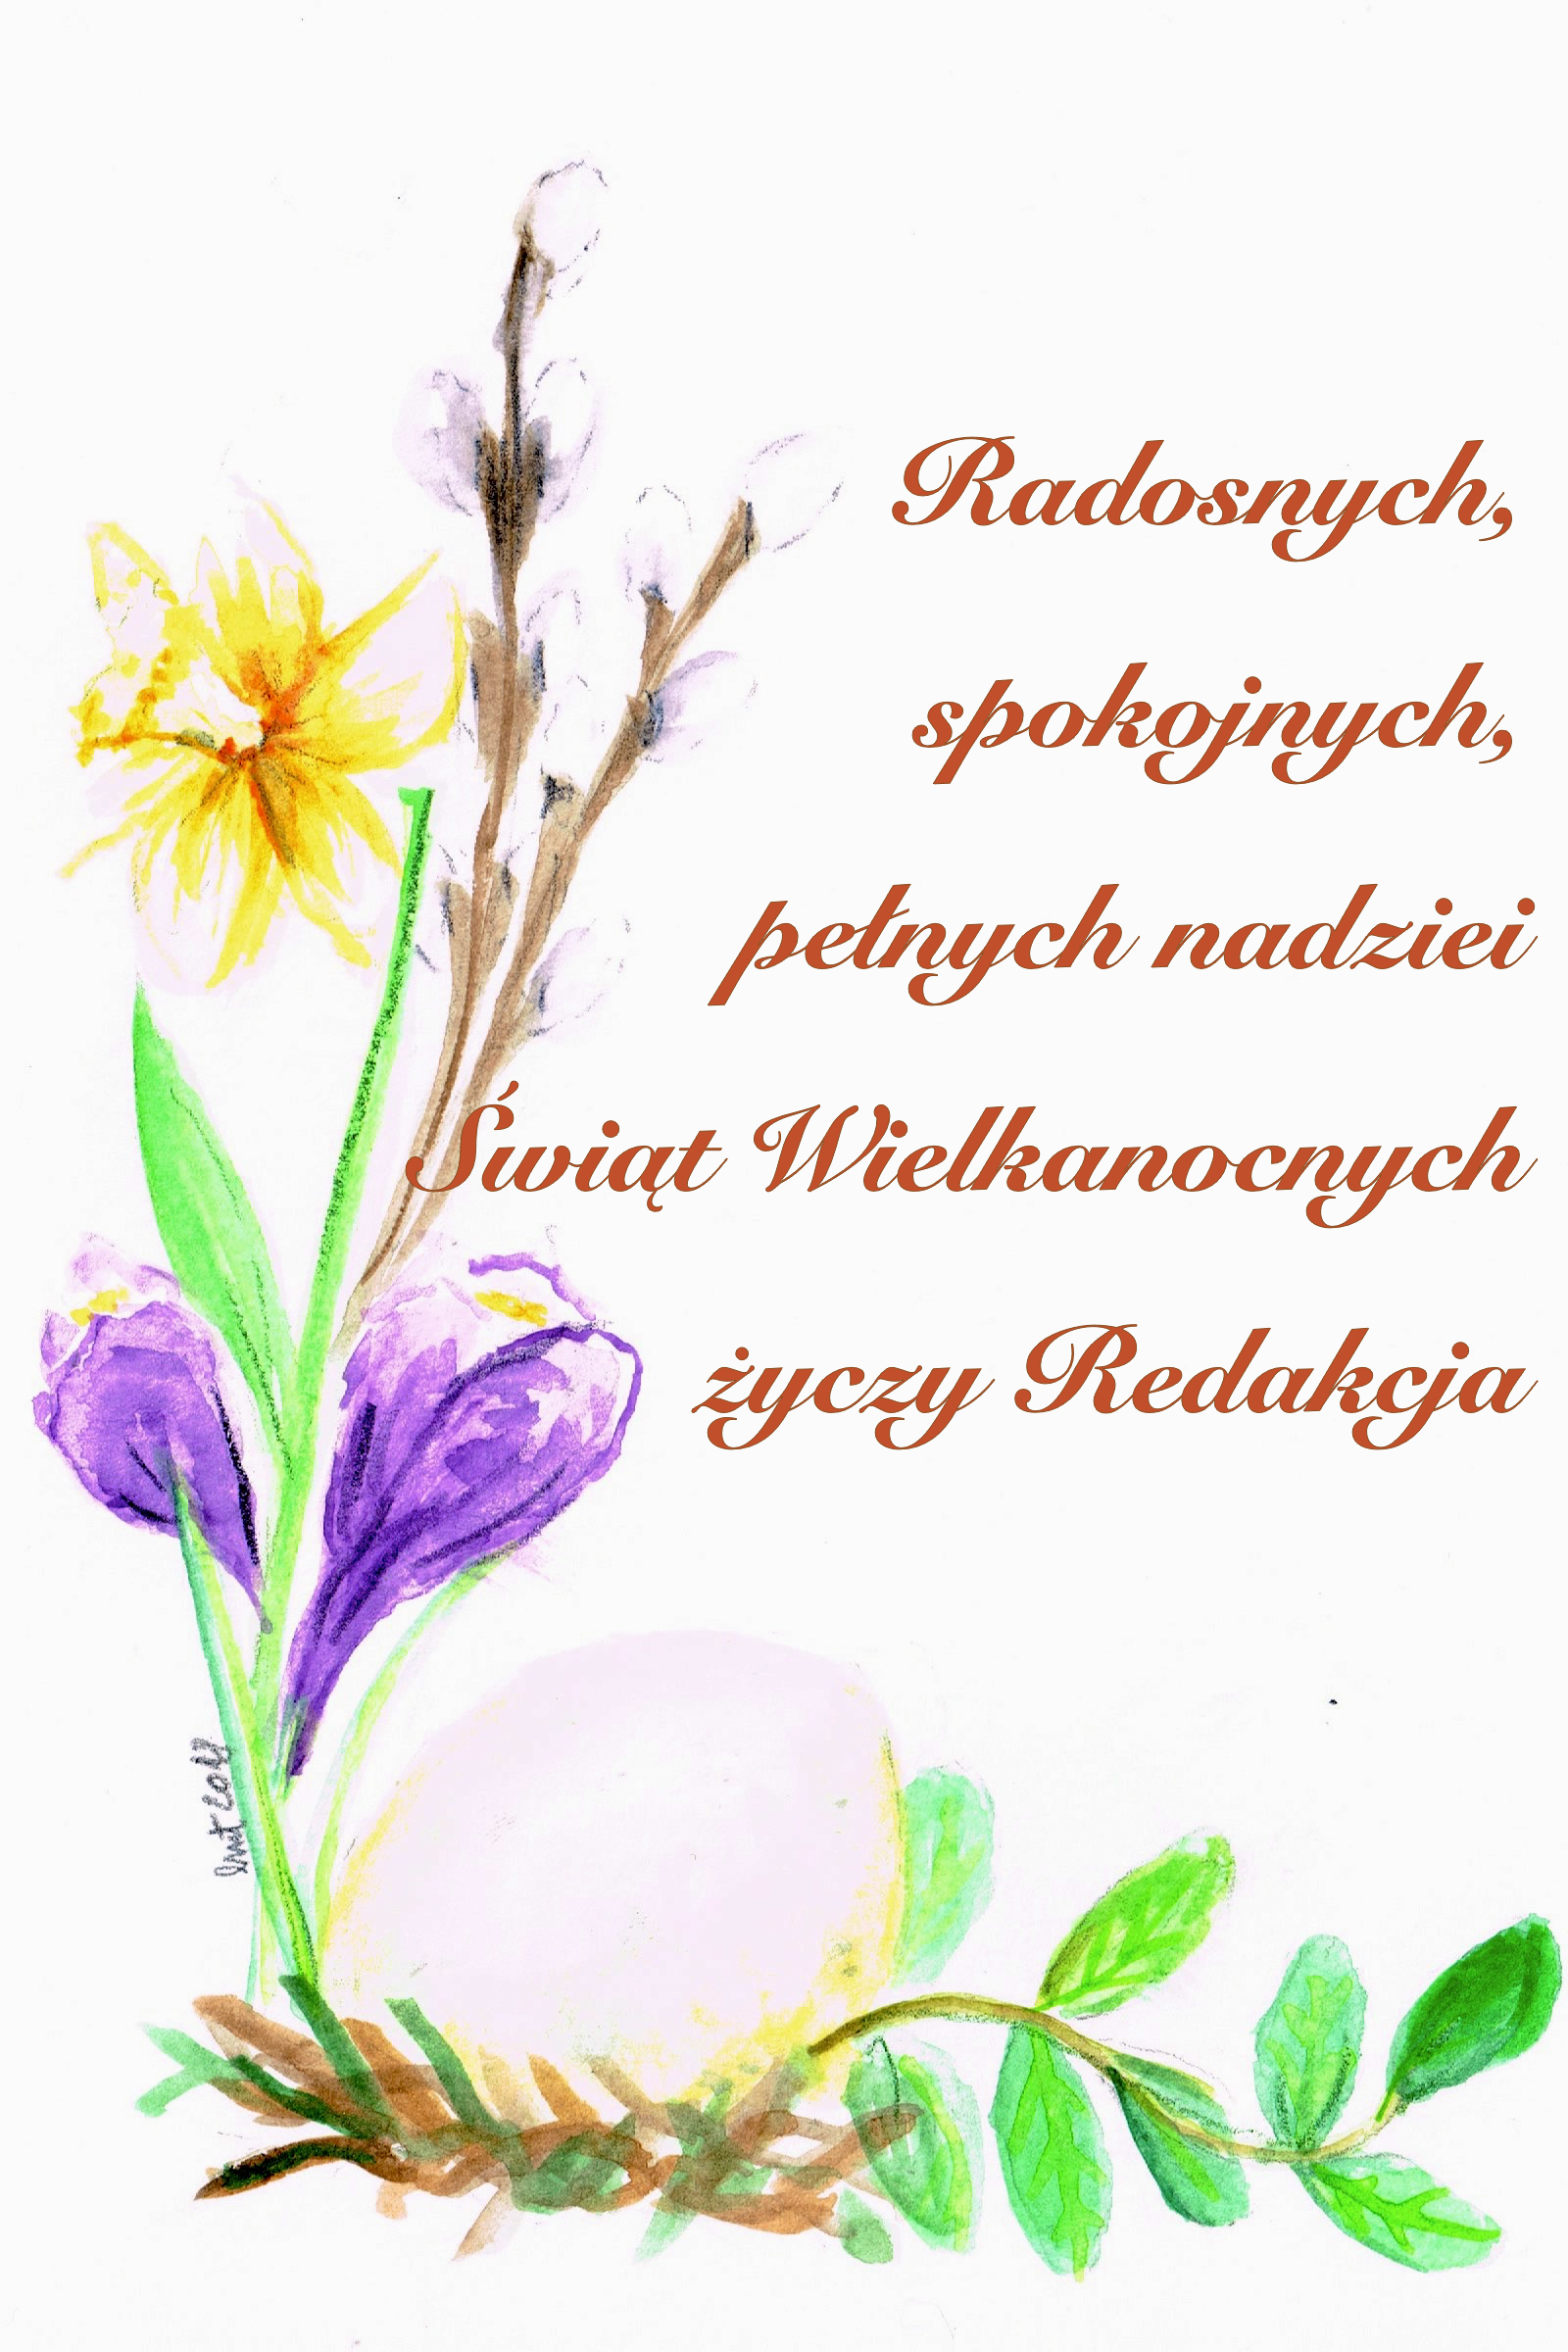 Radosnych,
spokojnych,
pełnych nadziei
Świąt Wielkanocnych
życzy Redakcja